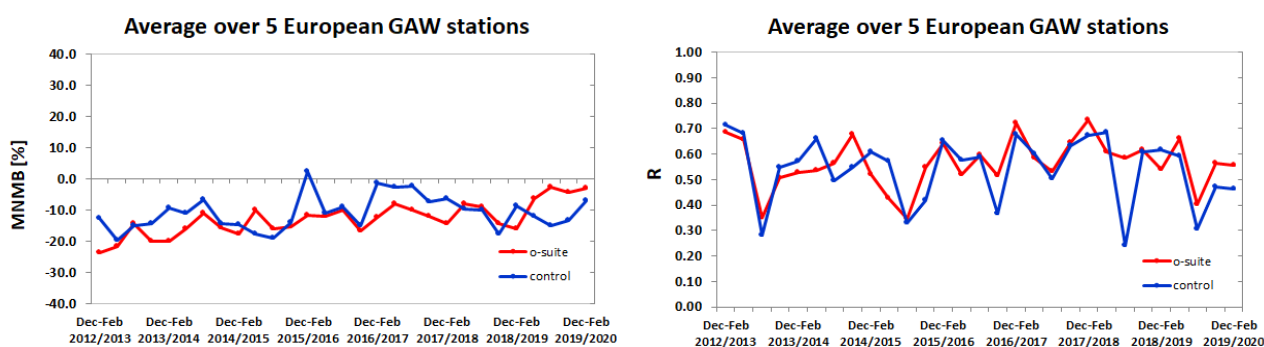 Average over 5 European GAW stations
MNMB [%]
40.0
30.0
20.0
10.0
0.0
-10.0
-20.0
-30.0
-40.0
o-suite
control
Dec-Feb Dec-Feb Dec-Feb Dec-Feb Dec-Feb Dec-Feb Dec-Feb Dec-Feb
2012/2013 2013/2014 2014/2015 2015/2016 2016/2017 2017/2018 2018/2019 2019/2020
Average over 5 European GAW stations
R
1.00
0.90
0.80
0.70
0.60
0.50
0.40
0.30
0.20
0.10
0.00
o-suite
control
Dec-Feb Dec-Feb Dec-Feb Dec-Feb Dec-Feb Dec-Feb Dec-Feb Dec-Feb
2012/2013 2013/2014 2014/2015 2015/2016 2016/2017 2017/2018 2018/2019 2019/2020